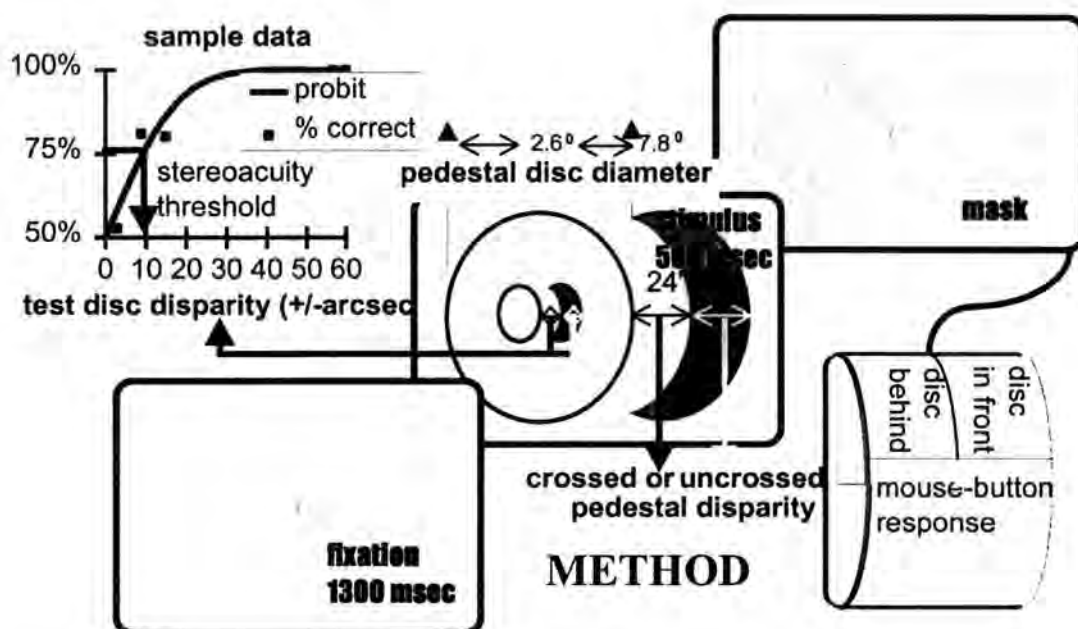 sample data
100%
probit
% correct
75%
stereoacuity
threshold
50%
0 10 20 30 40 50 60
test disc disparity (+/-arcsec
2.6° 7.8°
pedestal disc diameter
stimulus
msec
24'
mask
fixation
1300 msec
crossed or uncrossed
pedestal disparity
disc
behind
disc
in front
mouse-button
response
METHOD